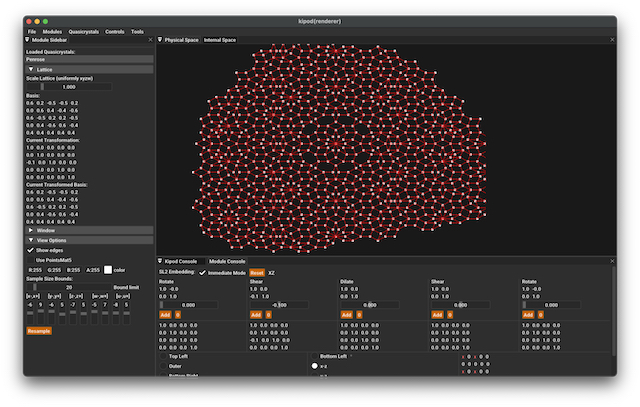 kipod(renderer)
File Modules Quasicrystals Controls Tools
Module Sidebar
Physical Space Internal Space
Loaded Quasicrystals:
Penrose
Lattice
Scale Lattice (uniformly xyzw)
1.000
Basis:
0.6 0.2 -0.5 -0.5 0.2
0.0 0.6 0.4 -0.4 -0.6
0.6 -0.5 0.2 0.2 -0.5
0.0 0.4 -0.6 0.6 -0.4
0.4 0.4 0.4 0.4 0.4
Current Transformation:
1.0 0.0 0.0 0.0 0.0
0.0 1.0 0.0 0.0 0.0
-0.1 0.0 1.0 0.0 0.0
0.0 0.0 0.0 1.0 0.0
0.0 0.0 0.0 0.0 1.0
Current Transformed Basis:
0.6 0.2 -0.5 -0.5 0.2
0.0 0.6 0.4 -0.4 -0.6
0.6 -0.5 0.2 0.2 -0.5
0.0 0.4 -0.6 0.6 -0.4
0.4 0.4 0.4 0.4 0.4
Window
View Options
Show edges
Use PointsMat5
R:255 G:255 B:255 A:255 color
Sample Size Bounds:
20 Bound limit
-6 9 -6 5 -7 5 -5 5 -8 5
Resample
Kipod Console Module Console
SL2 Embedding: Immediate Mode Reset XZ
Rotate Shear Dilate Shear Rotate
1.0 -0.0 1.0 0.0 1.0 0.0 1.0 0.0 1.0 -0.0
0.0 1.0 -0.1 1.0 0.0 1.0 0.0 1.0 0.0 1.0
0.000 0.000 0.000 0.000
Add 0 Add 0 Add 0 Add 0 Add 0
1.0 0.0 0.0 0.0 1.0 0.0 0.0 0.0 1.0 0.0 0.0 0.0 1.0 0.0 0.0 0.0 1.0 0.0 0.0 0.0
0.0 1.0 0.0 0.0 0.0 1.0 0.0 0.0 0.0 1.0 0.0 0.0 0.0 1.0 0.0 0.0 0.0 1.0 0.0 0.0
0.0 0.0 1.0 0.0 -0.1 0.0 1.0 0.0 0.0 0.0 1.0 0.0 0.0 0.0 1.0 0.0 0.0 0.0 1.0 0.0
0.0 0.0 0.0 1.0 0.0 0.0 0.0 1.0 0.0 0.0 0.0 1.0 0.0 0.0 0.0 1.0 0.0 0.0 0.0 1.0
Top Left Bottom Left
Outer x-z